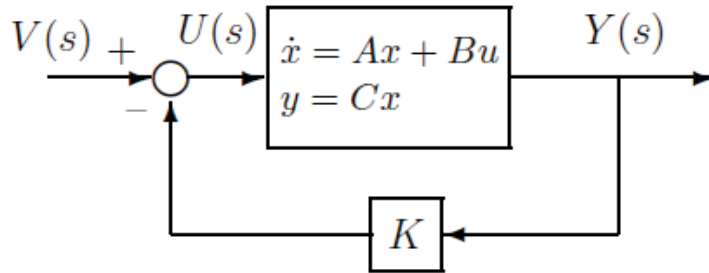 V(s) + U(s) ẋ = Ax + Bu Y(s)
− y = Cx
K